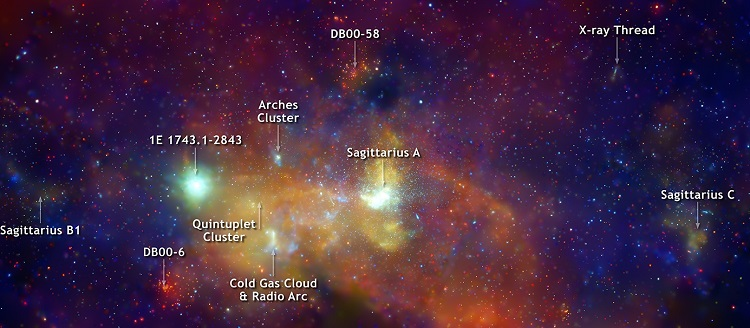 DB00-58
X-ray Thread
Arches
Cluster
1E 1743.1-2843
Sagittarius A
Sagittarius C
Sagittarius B1
Quintuplet
Cluster
DB00-6
Cold Gas Cloud
& Radio Arc